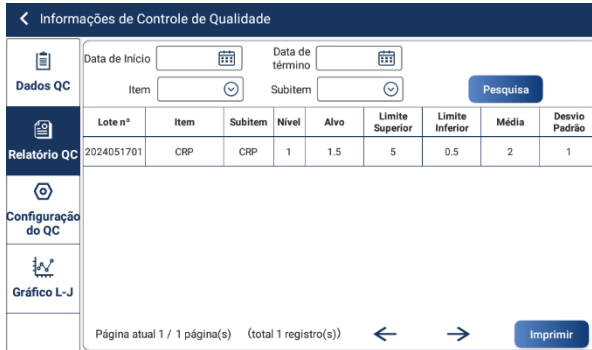 Informações de Controle de Qualidade
Dados QC
Relatório QC
Configuração
do QC
Gráfico L-J
Data de Início
Data de
término
Item
Subitem
Pesquisa
Lote nº Item Subitem Nível Alvo Limite Superior Limite Inferior Média Desvio Padrão
2024051701 CRP CRP 1 1.5 5 0.5 2 1
Página atual 1 / 1 página(s) (total 1 registro(s))
Imprimir